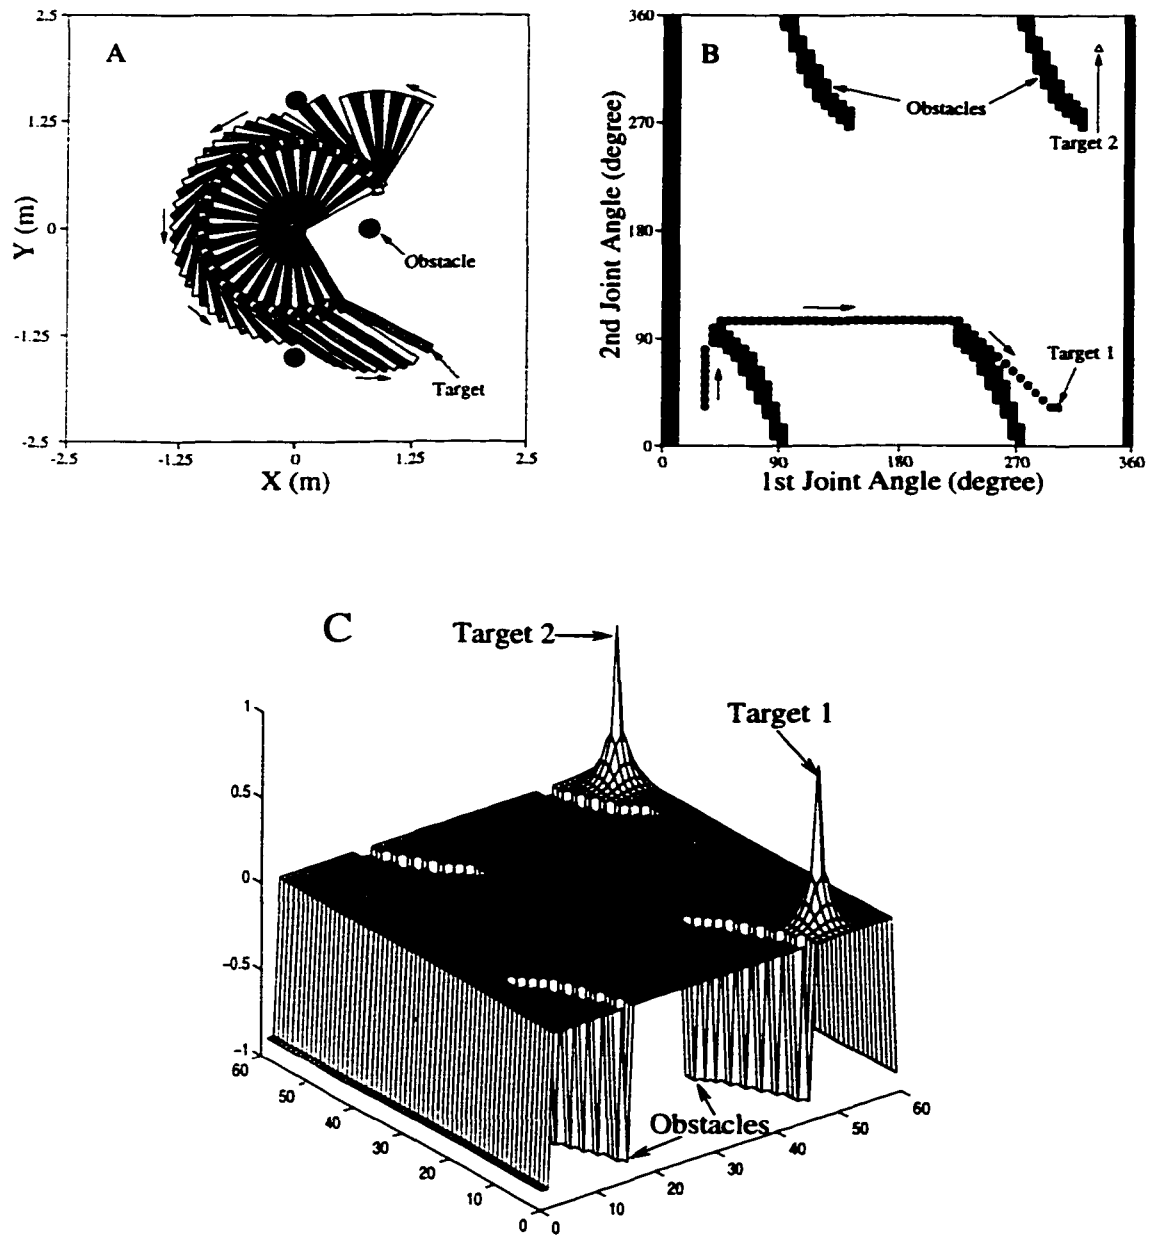 2.5
A
1.25
Y (m)
0
Obstacle
-1.25
Target
-2.5
-2.5
-1.25
0
1.25
2.5
X (m)
360
B
Obstacles
270
Target 2
2nd Joint Angle (degree)
180
90
Target 1
0
0
90
180
270
360
1st Joint Angle (degree)
C
Target 2
Target 1
1
0.5
0
-0.5
-1
60
50
40
30
20
10
0
0
10
20
30
40
50
60
Obstacles